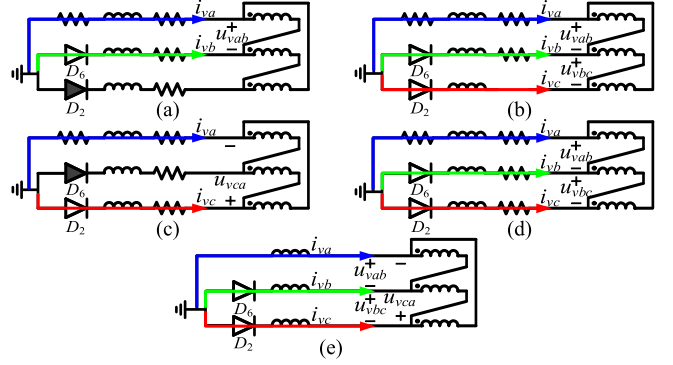 i_va
u_vab
+
−
i_vb
D_6
D_2
(a)
i_va
+
u_vab
i_vb
−
+
D_6
u_vbc
i_vc
−
D_2
(b)
i_va
−
D_6
u_vca
i_vc
+
D_2
(c)
i_va
+
u_vab
i_vb
−
+
D_6
u_vbc
i_vc
−
D_2
(d)
i_va
+
−
u_vab
i_vb
−
D_6
+
u_vbc
u_vca
i_vc
−
+
D_2
(e)